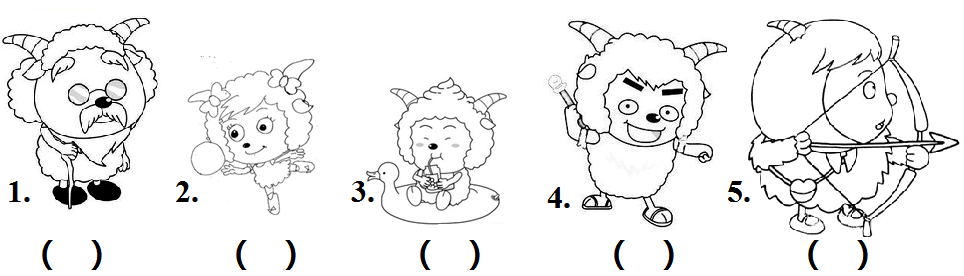 1. 2. 3. 4. 5.
( ) ( ) ( ) ( ) ( )